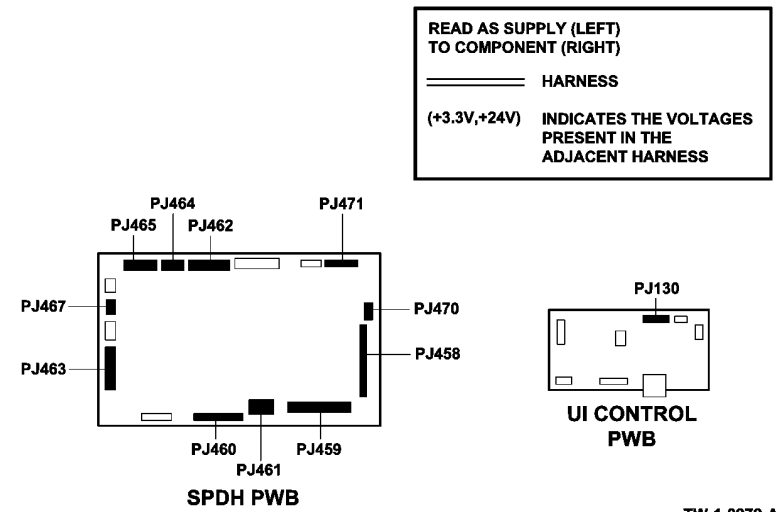 READ AS SUPPLY (LEFT)
TO COMPONENT (RIGHT)
HARNESS
(+3.3V,+24V) INDICATES THE VOLTAGES
PRESENT IN THE
ADJACENT HARNESS
PJ464
PJ471
PJ465
PJ462
PJ467
PJ470
PJ458
PJ463
PJ460
PJ459
PJ461
SPDH PWB
PJ130
UI CONTROL
PWB